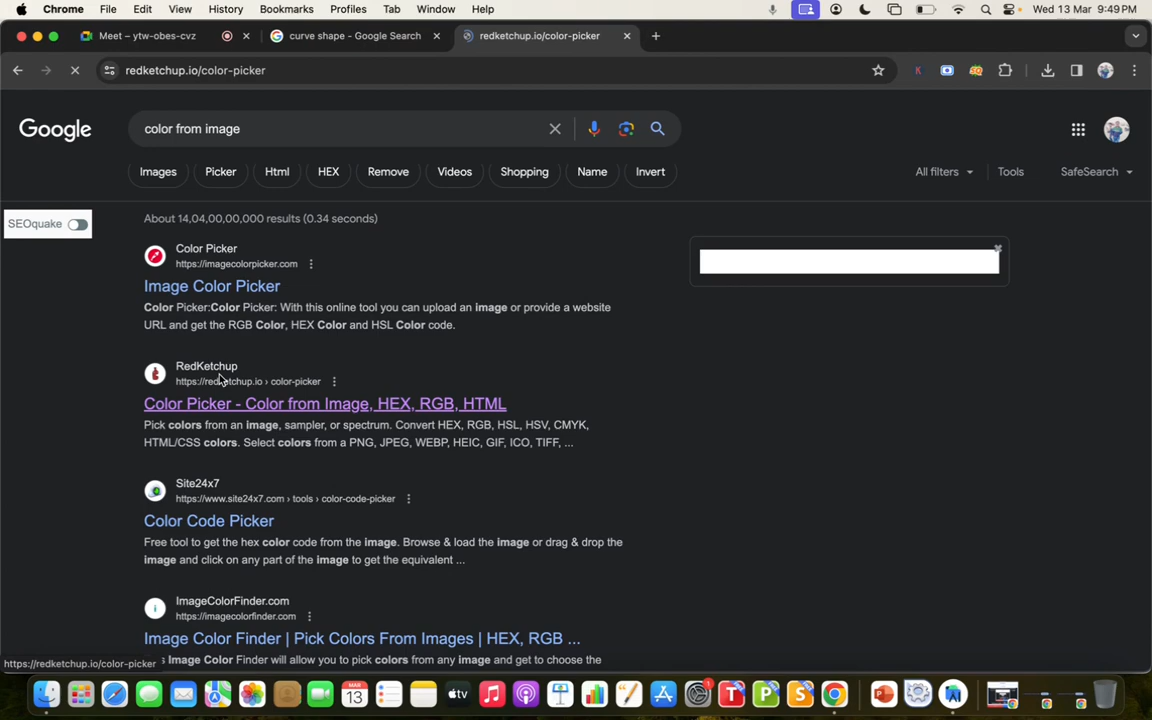 Chrome File Edit View History Bookmarks Profiles Tab Window Help Wed 13 Mar 9:49 PM
Meet – ytw-obes-cvz curve shape - Google Search redketchup.io/color-picker
redketchup.io/color-picker
Google color from image
Images Picker Html HEX Remove Videos Shopping Name Invert All filters Tools SafeSearch
SEOquake
About 14,04,00,00,000 results (0.34 seconds)
Color Picker
https://imagecolorpicker.com
Image Color Picker
Color Picker:Color Picker: With this online tool you can upload an image or provide a website
URL and get the RGB Color, HEX Color and HSL Color code.
RedKetchup
https://redketchup.io › color-picker
Color Picker - Color from Image, HEX, RGB, HTML
Pick colors from an image, sampler, or spectrum. Convert HEX, RGB, HSL, HSV, CMYK,
HTML/CSS colors. Select colors from a PNG, JPEG, WEBP, HEIC, GIF, ICO, TIFF, ...
Site24x7
https://www.site24x7.com › tools › color-code-picker
Color Code Picker
Free tool to get the hex color code from the image. Browse & load the image or drag & drop the
image and click on any part of the image to get the equivalent ...
ImageColorFinder.com
https://imagecolorfinder.com
Image Color Finder | Pick Colors From Images | HEX, RGB ...
s Image Color Finder will allow you to pick colors from any image and get to choose the
https://redketchup.io/color-picker
MAR
13
tv
1
T P S